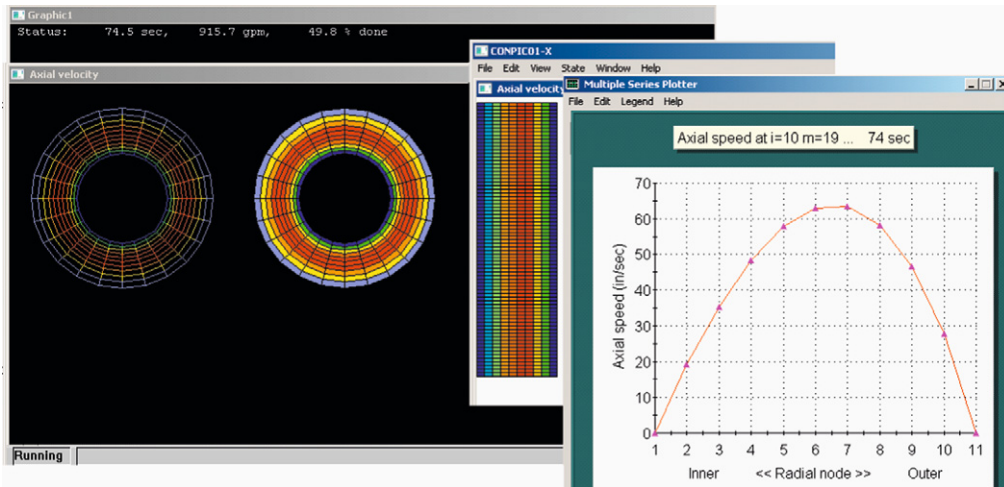 Graphic1
Status: 74.5 sec, 915.7 gpm, 49.8 % done
Axial velocity
CONPIC01-X
File Edit View State Window Help
Axial velocity
Multiple Series Plotter
File Edit Legend Help
Axial speed at i=10 m=19 ... 74 sec
Axial speed (in/sec)
70
60
50
40
30
20
10
0
1 2 3 4 5 6 7 8 9 10 11
Inner << Radial node >> Outer
Running